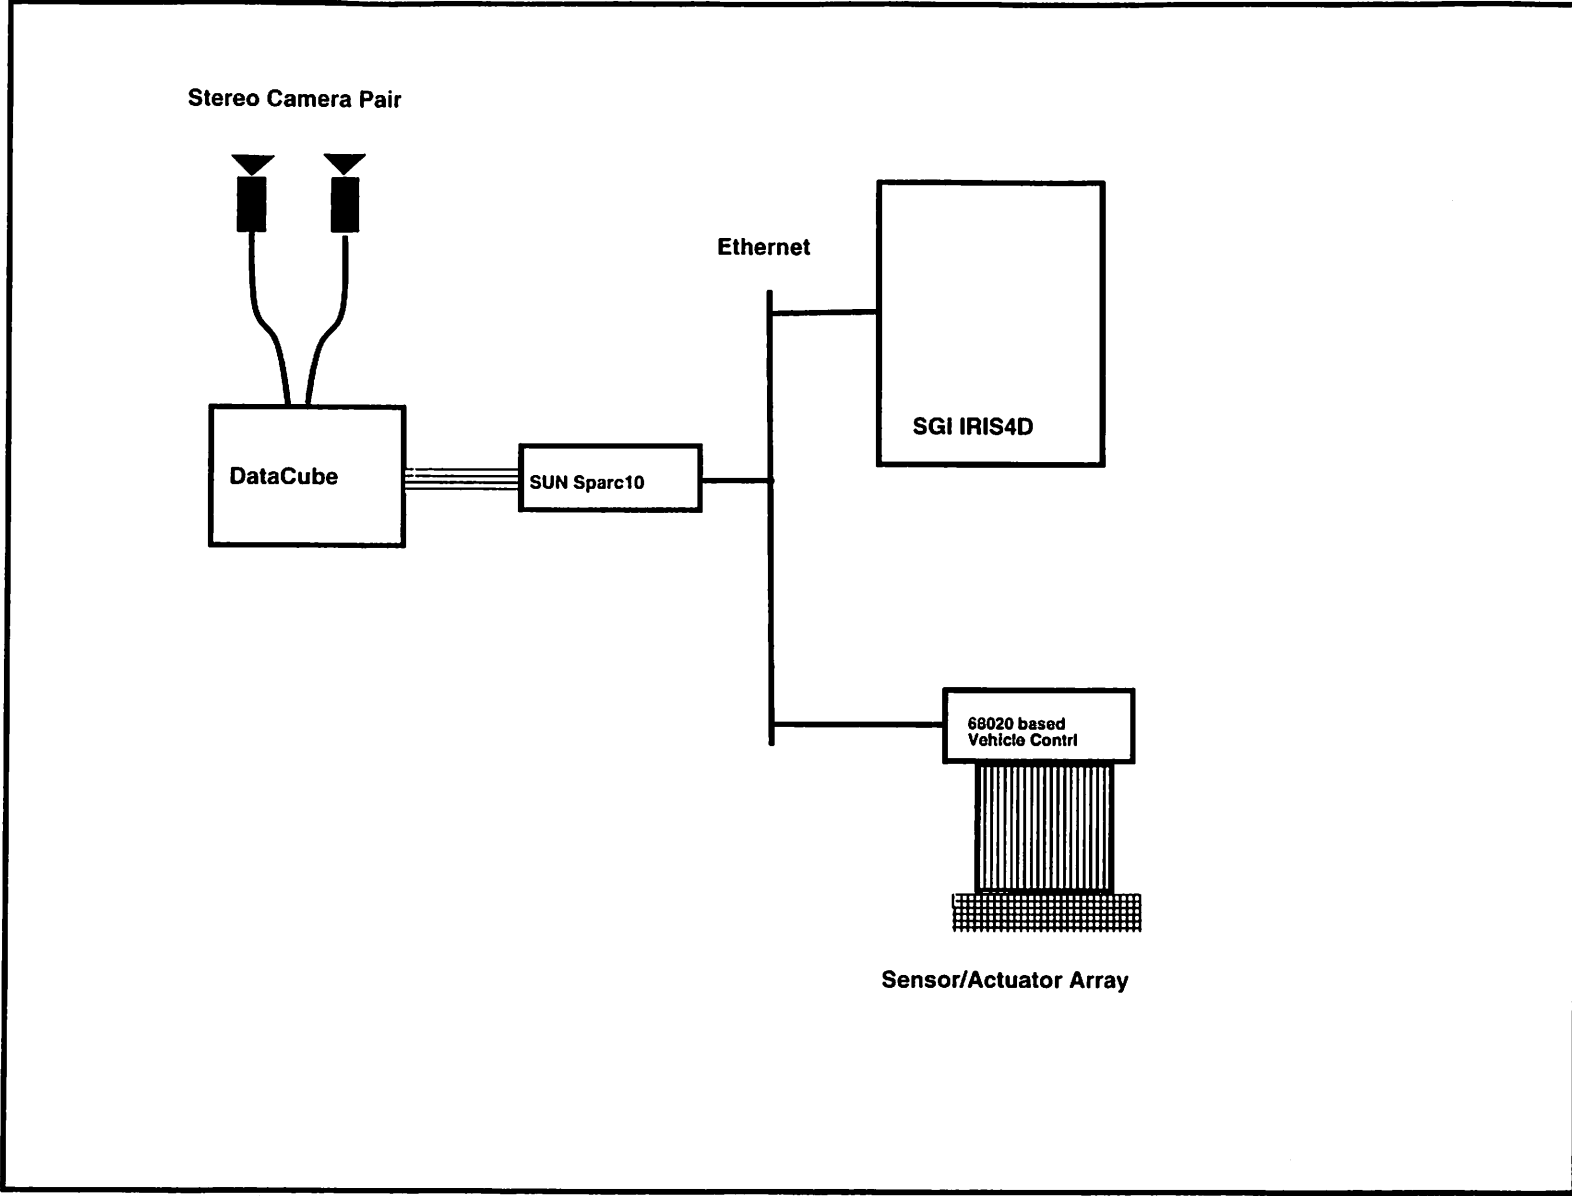 Stereo Camera Pair
Ethernet
SGI IRIS4D
DataCube
SUN Sparc10
68020 based
Vehicle Contrl
Sensor/Actuator Array